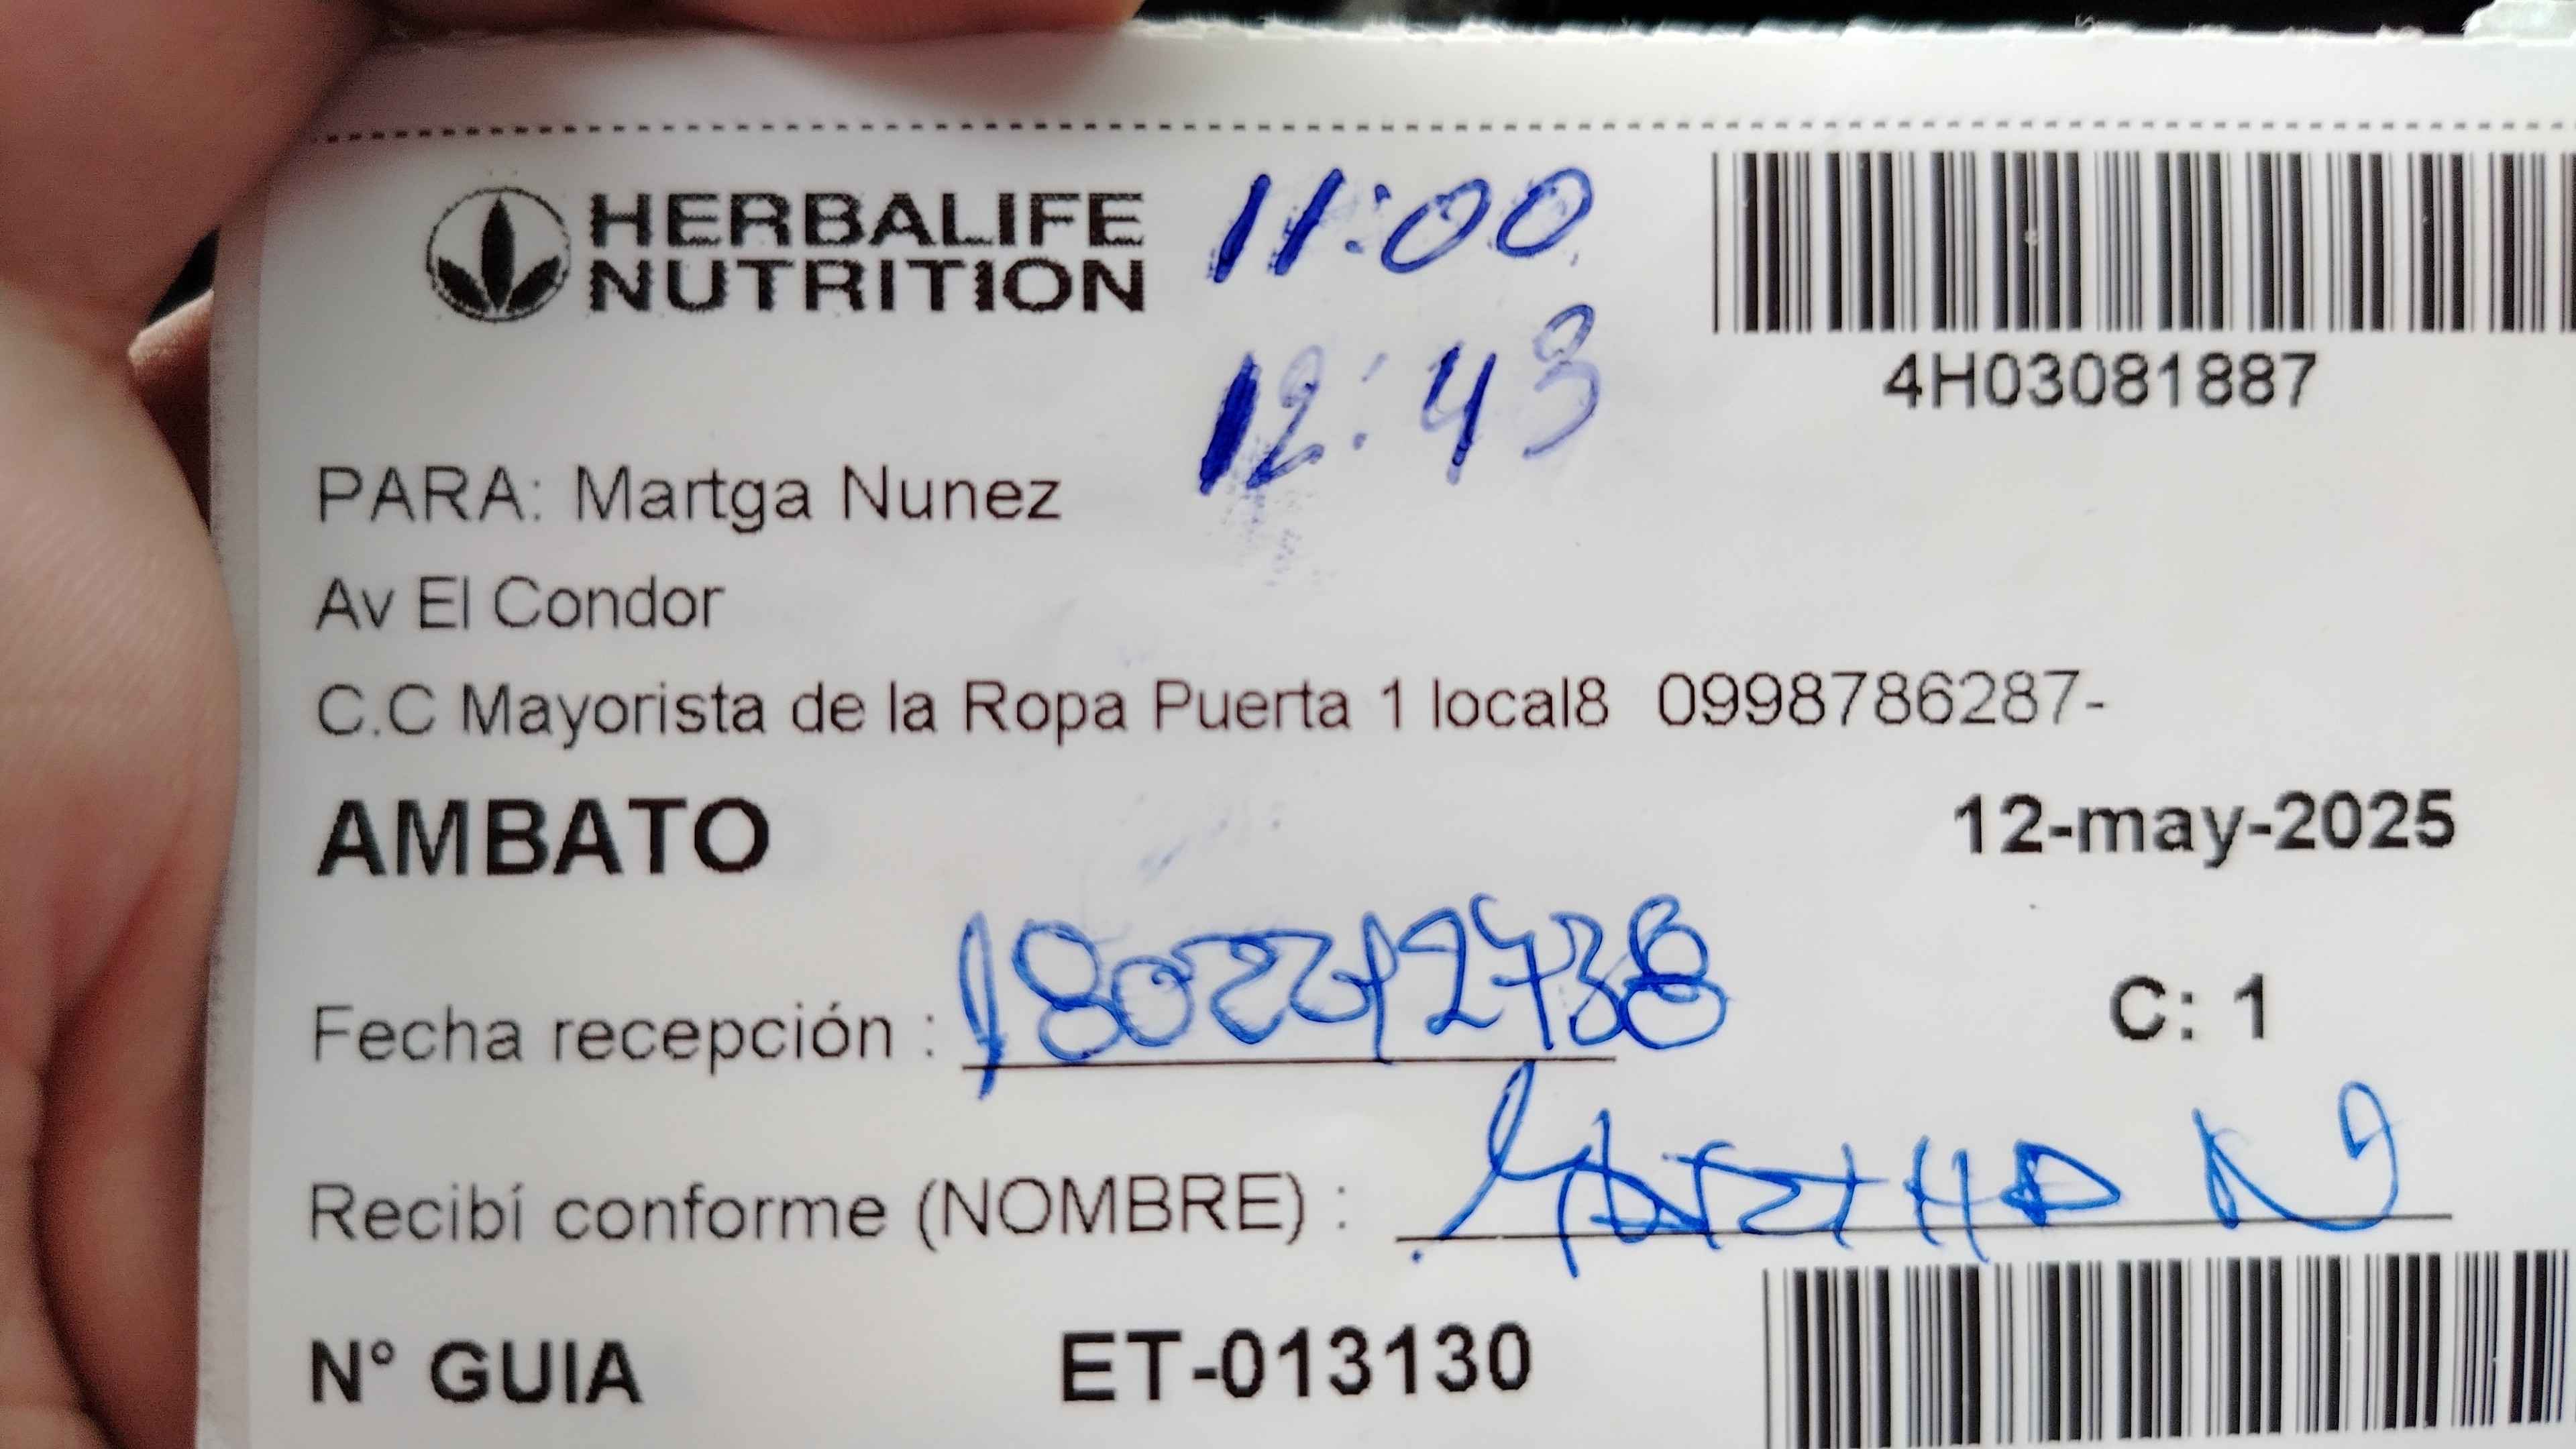 HERBALIFE
NUTRITION
11:00
12:43
4H03081887
PARA: Martga Nunez
Av El Condor
C.C Mayorista de la Ropa Puerta 1 local8 0998786287-
AMBATO
12-may-2025
Fecha recepción :
C: 1
Recibí conforme (NOMBRE) : MARTHA N
N° GUIA ET-013130